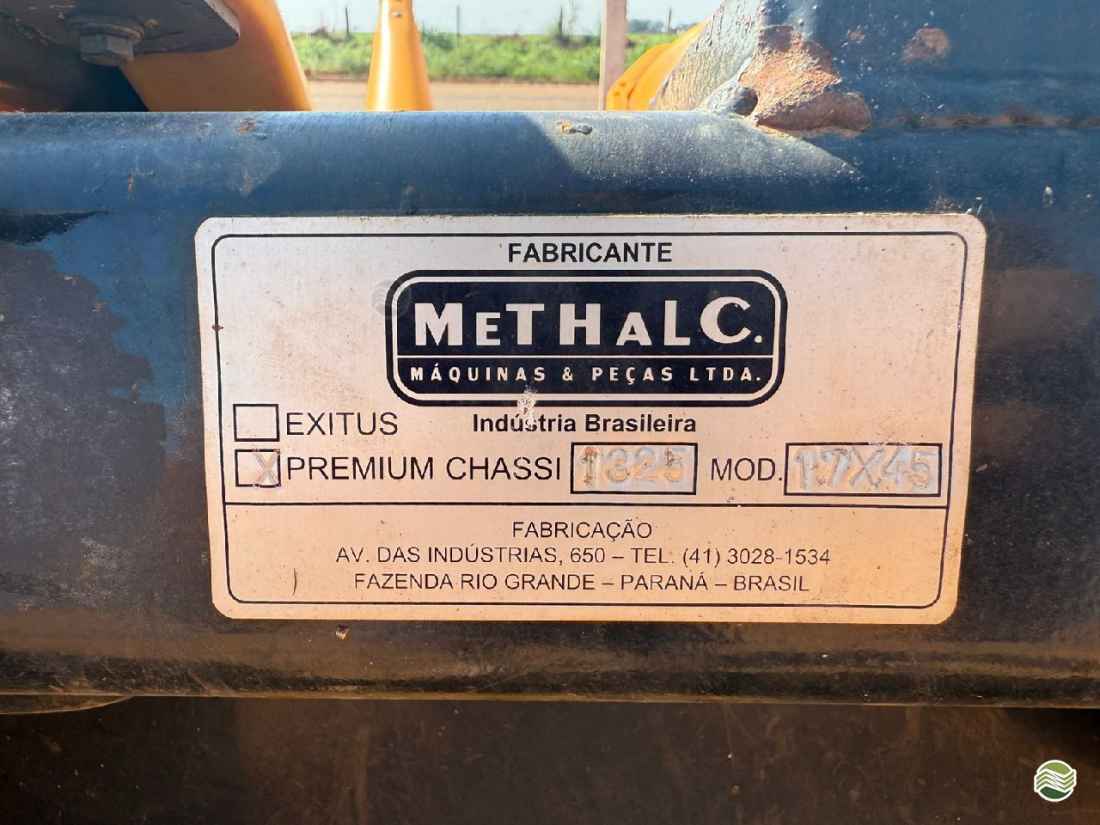 FABRICANTE
METHALC.
MÁQUINAS & PEÇAS LTDA.
Indústria Brasileira
EXITUS
X PREMIUM CHASSI 1325 MOD. 17X45
FABRICAÇÃO
AV. DAS INDÚSTRIAS, 650 – TEL: (41) 3028-1534
FAZENDA RIO GRANDE – PARANÁ – BRASIL